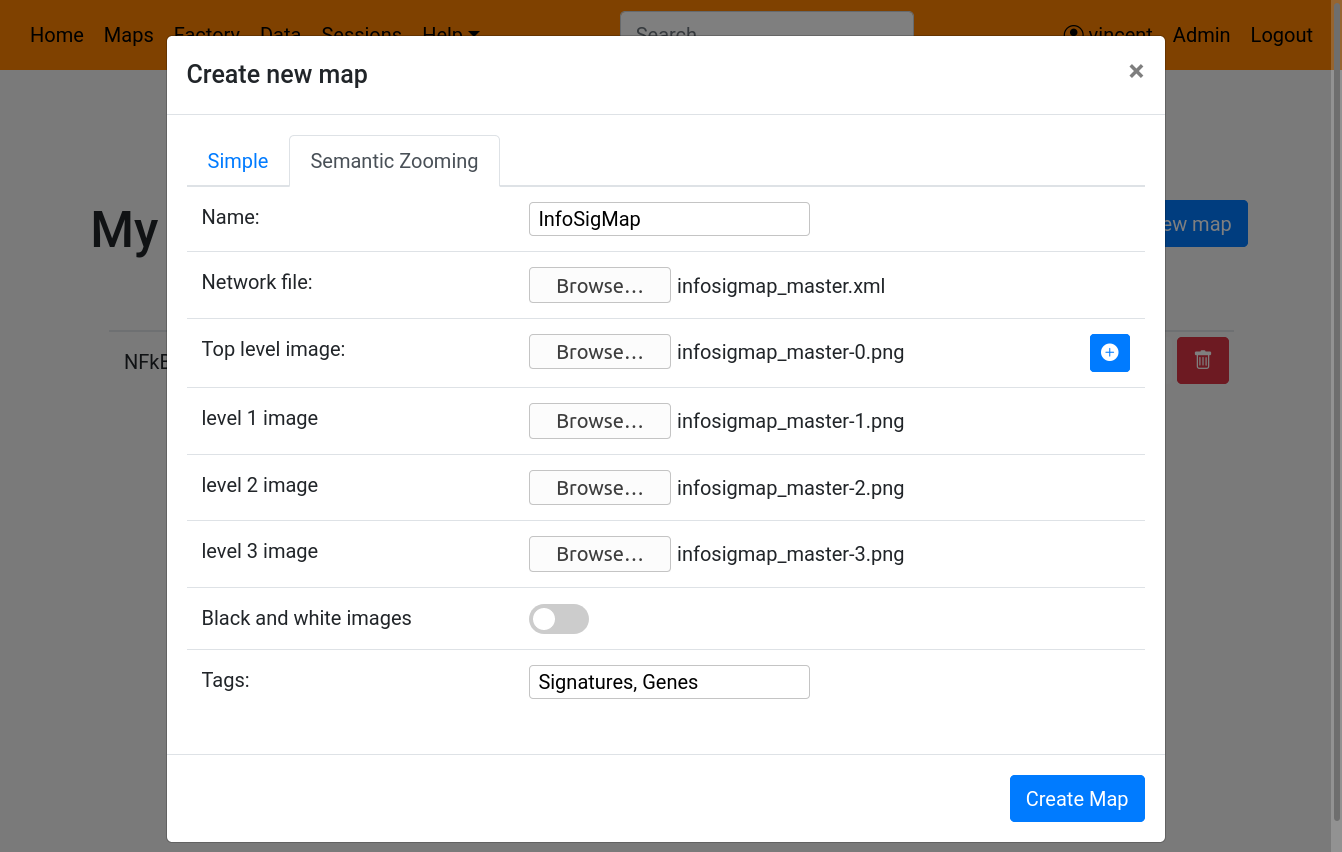 Home Maps Factory Data Sessions Help Search vincent Admin Logout
Create new map ×
Simple Semantic Zooming
My ew map
Name: InfoSigMap
Network file: Browse... infosigmap_master.xml
Top level image: Browse... infosigmap_master-0.png
NFkB
level 1 image Browse... infosigmap_master-1.png
level 2 image Browse... infosigmap_master-2.png
level 3 image Browse... infosigmap_master-3.png
Black and white images
Tags: Signatures, Genes
Create Map